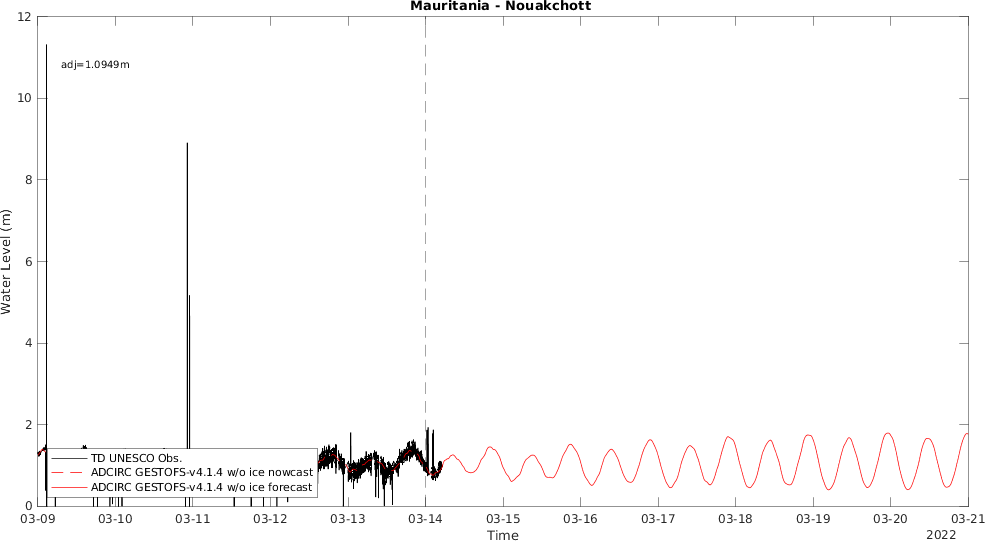 Mauritania - Nouakchott
12
10
8
6
4
2
0
Water Level (m)
adj=1.0949m
TD UNESCO Obs.
ADCIRC GESTOFS-v4.1.4 w/o ice nowcast
ADCIRC GESTOFS-v4.1.4 w/o ice forecast
03-09 03-10 03-11 03-12 03-13 03-14 03-15 03-16 03-17 03-18 03-19 03-20 03-21
Time
2022